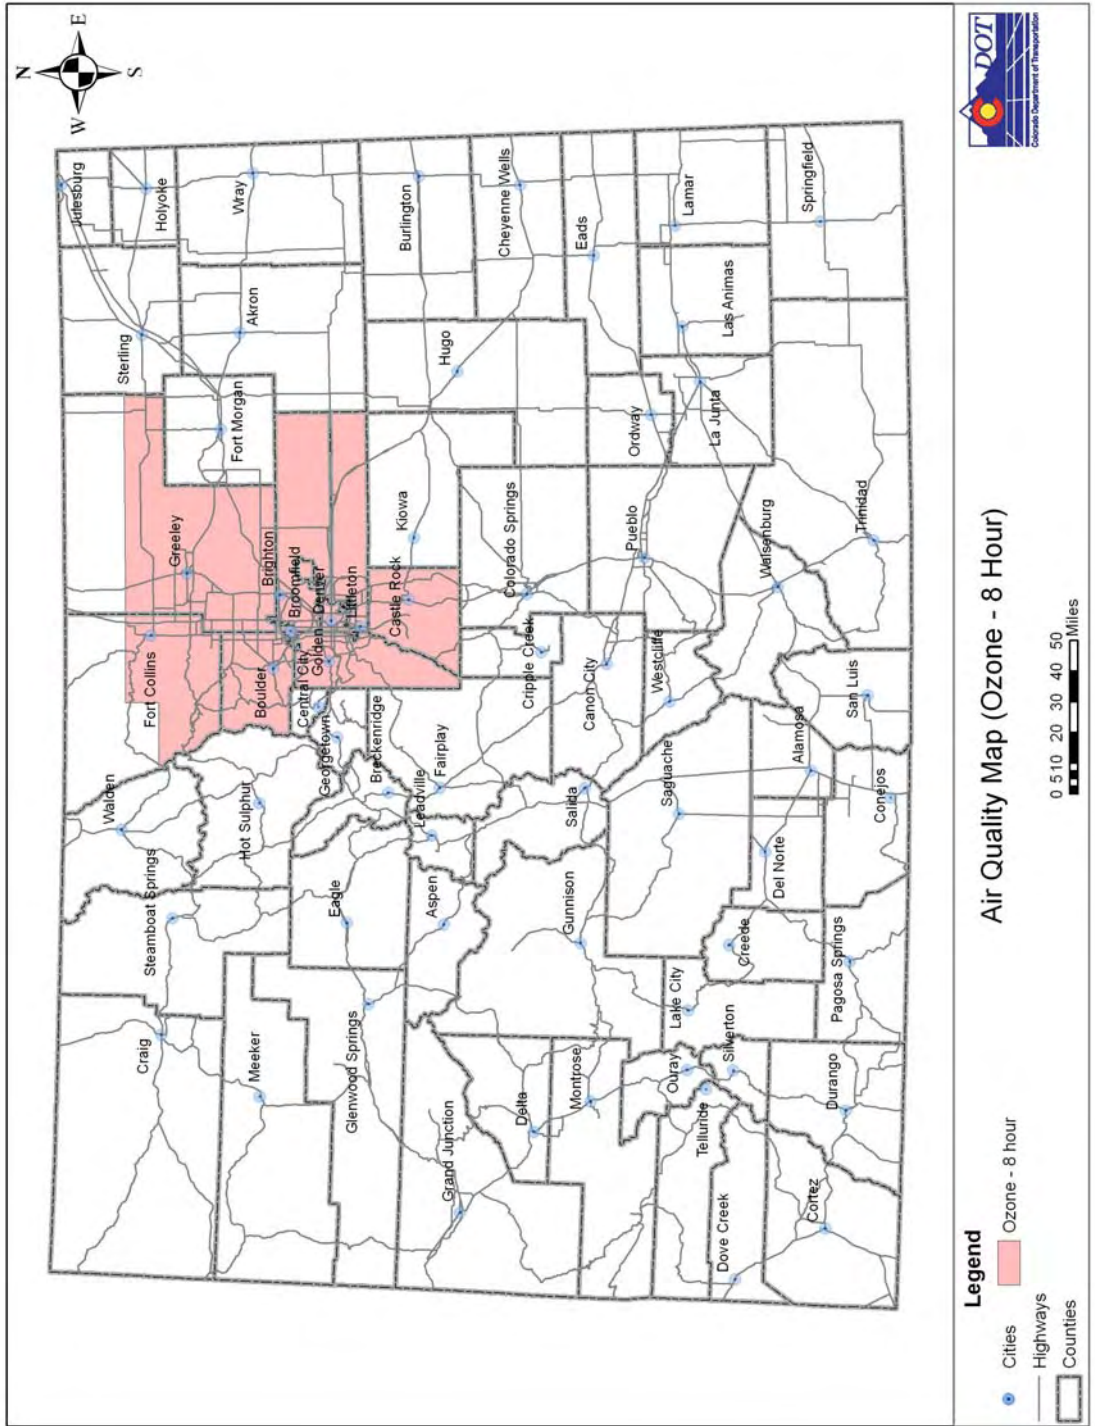 N
W
E
S
Julesburg
Holyoke
Sterling
Wray
Akron
Fort Morgan
Greeley
Fort Collins
Walden
Steamboat Springs
Craig
Hot Sulphur
Meeker
Boulder
Brighton
Broomfield
Central City
Golden
Denver
Littleton
Georgetown
Breckenridge
Castle Rock
Kiowa
Burlington
Hugo
Cheyenne Wells
Eagle
Glenwood Springs
Leadville
Fairplay
Aspen
Grand Junction
Colorado Springs
Cripple Creek
Eads
Delta
Gunnison
Salida
Canon City
Pueblo
Ordway
Montrose
Westcliffe
La Junta
Las Animas
Lamar
Saguache
Lake City
Ouray
Telluride
Silverton
Creede
Dove Creek
Del Norte
Alamosa
Walsenburg
Springfield
San Luis
Trinidad
Cortez
Durango
Pagosa Springs
Conejos
Legend
Cities
Highways
Counties
Ozone - 8 hour
Air Quality Map (Ozone - 8 Hour)
0 5 10 20 30 40 50
Miles
DOT
Colorado Department of Transportation